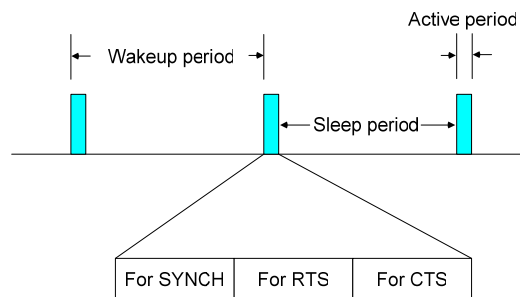 Active period
Wakeup period
Sleep period
For SYNCH
For RTS
For CTS